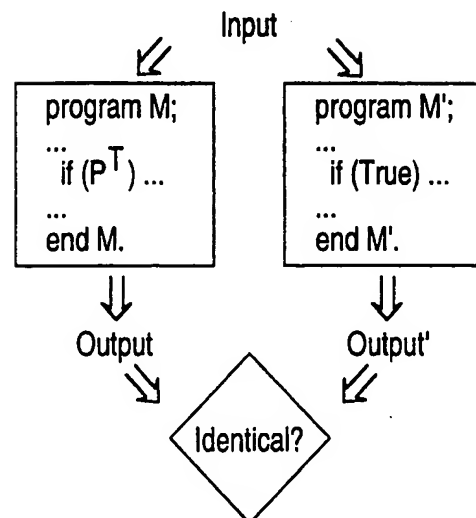 Input
program M;
...
if (P^T) ...
...
end M.
program M';
...
if (True) ...
...
end M'.
Output
Output'
Identical?